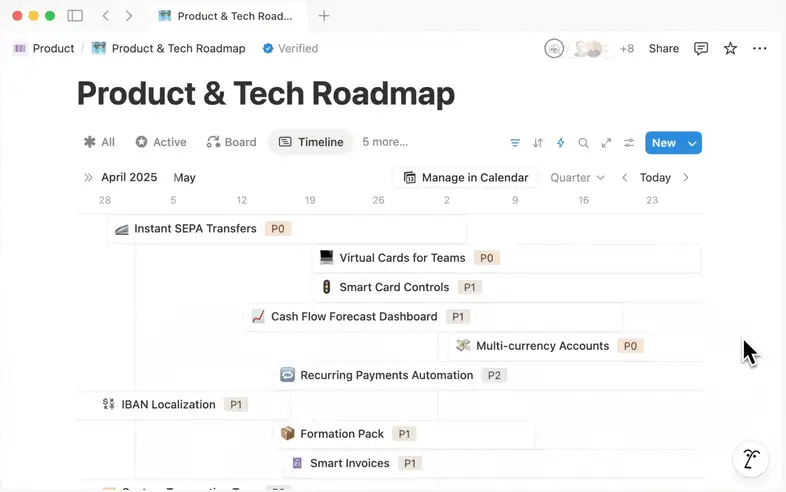 Product & Tech Road...
Product / Product & Tech Roadmap Verified +8 Share
Product & Tech Roadmap
All Active Board Timeline 5 more... New
April 2025 May Manage in Calendar Quarter Today
28 5 12 19 26 2 9 16 23
Instant SEPA Transfers P0
Virtual Cards for Teams P0
Smart Card Controls P1
Cash Flow Forecast Dashboard P1
Multi-currency Accounts P0
Recurring Payments Automation P2
IBAN Localization P1
Formation Pack P1
Smart Invoices P1